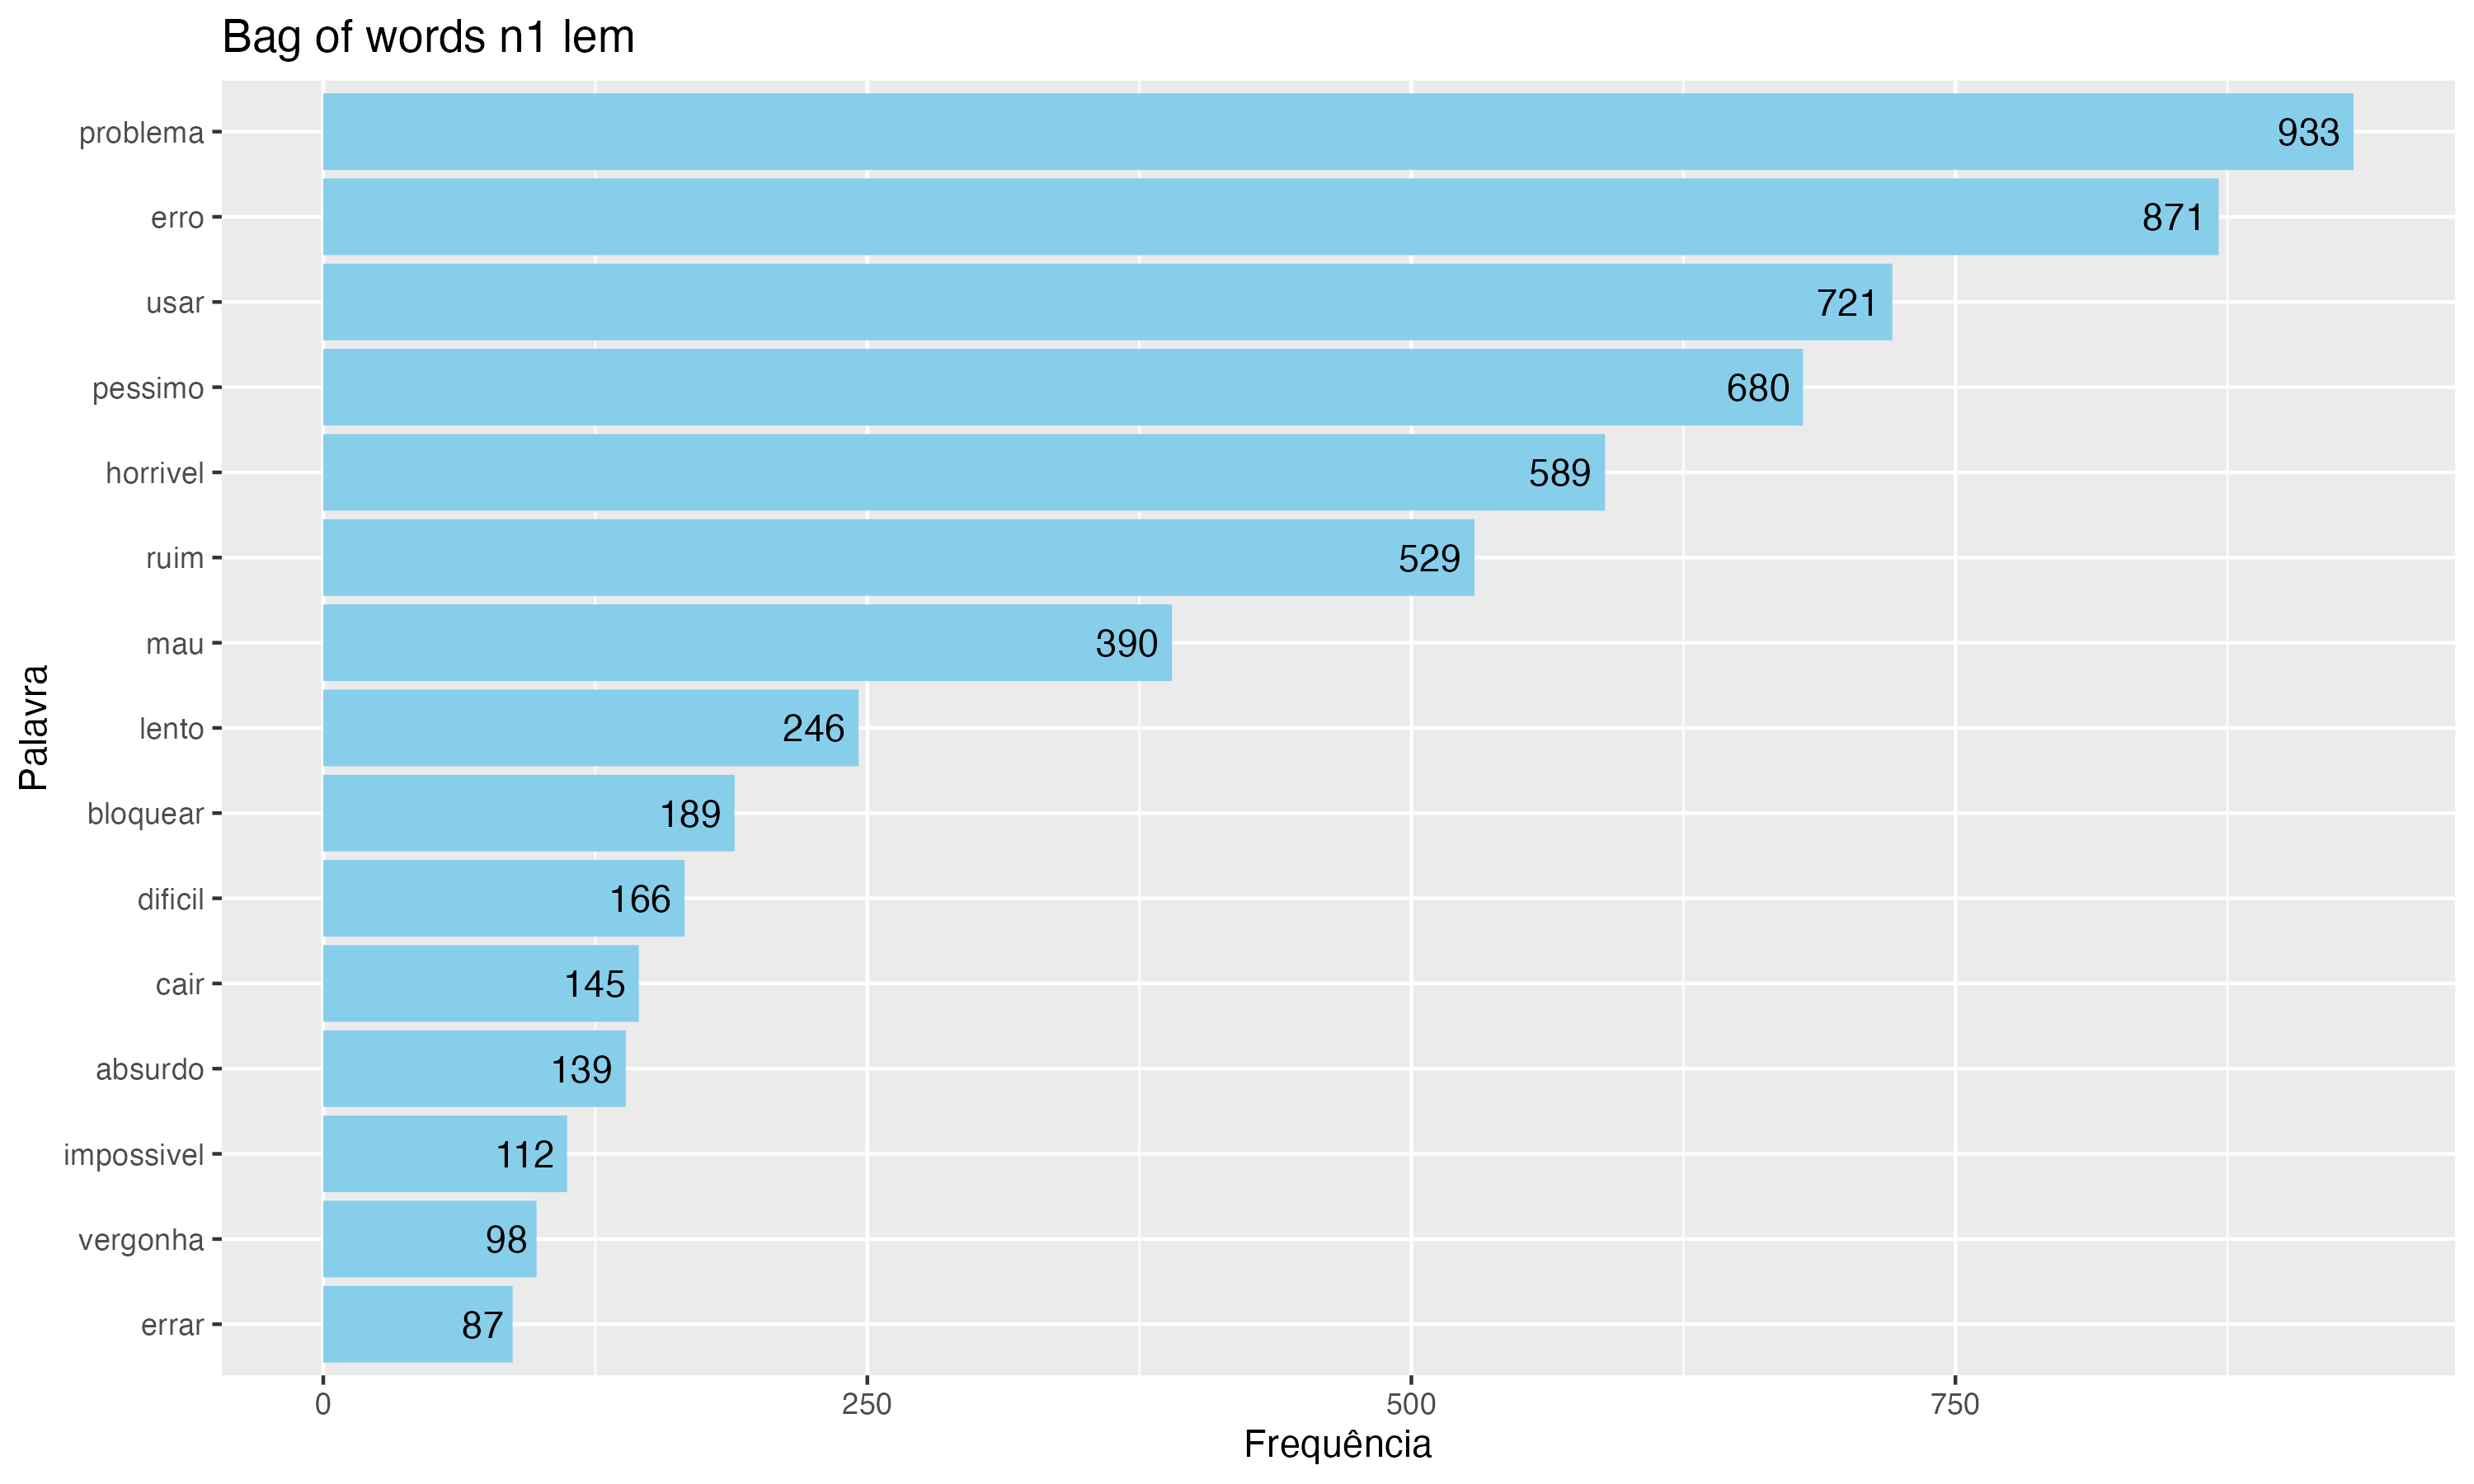 Bag of words n1 lem
problema 933
erro 871
usar 721
pessimo 680
horrivel 589
ruim 529
mau 390
lento 246
bloquear 189
dificil 166
cair 145
absurdo 139
impossivel 112
vergonha 98
errar 87
Palavra
0 250 500 750
Frequência